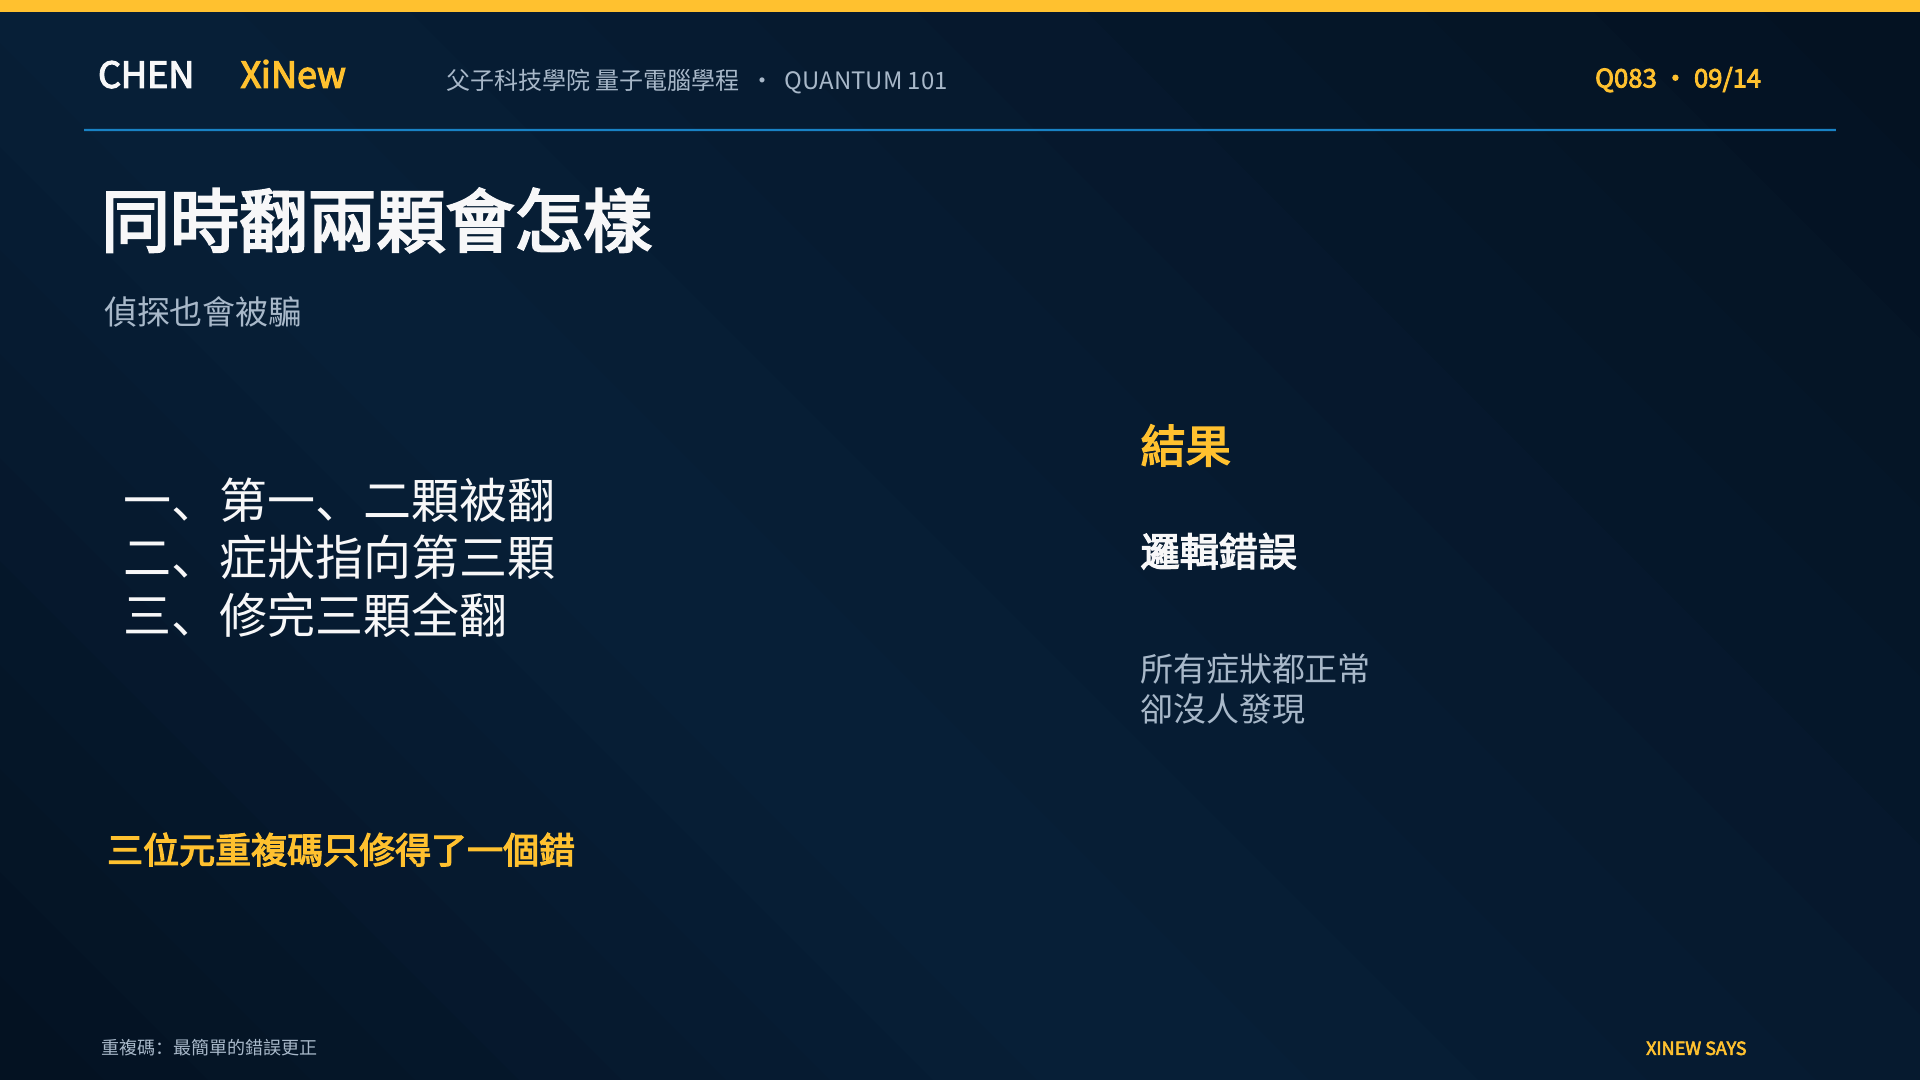 CHEN XiNew 父子科技學院 量子電腦學程 · QUANTUM 101 Q083 · 09/14
同時翻兩顆會怎樣
偵探也會被騙
一、第一、二顆被翻
二、症狀指向第三顆
三、修完三顆全翻
結果
邏輯錯誤
所有症狀都正常
卻沒人發現
三位元重複碼只修得了一個錯
重複碼：最簡單的錯誤更正
XINEW SAYS